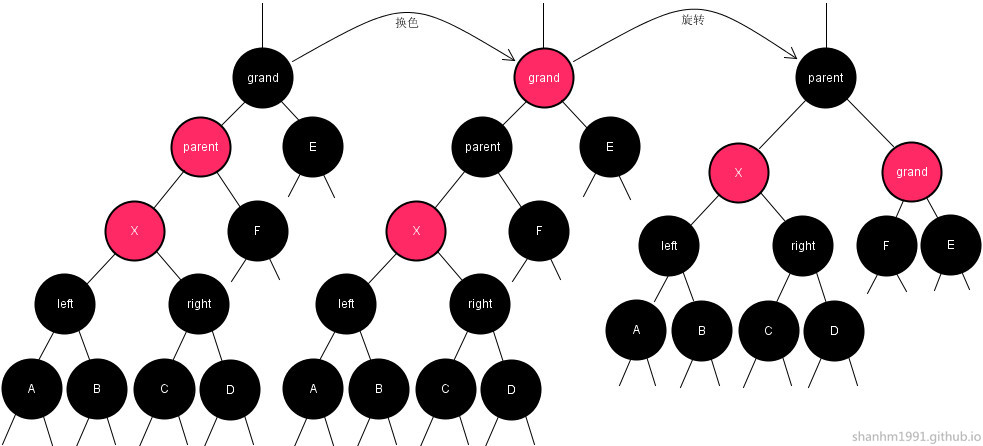 换色
旋转
grand
grand
parent
parent
E
parent
E
X
grand
X
F
X
F
left
right
F
E
left
right
left
right
A
B
C
D
A
B
C
D
A
B
C
D
shanhm1991.github.io